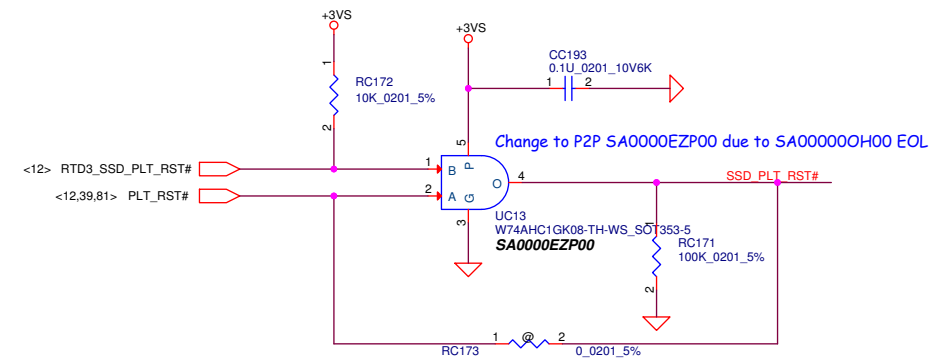 +3VS
+3VS
CC193
0.1U_0201_10V6K
1 2
1
RC172
10K_0201_5%
2
5
Change to P2P SA0000EZP00 due to SA00000OH00 EOL
<12> RTD3_SSD_PLT_RST#
1
B
P
O
4
SSD_PLT_RST#
<12,39,81> PLT_RST#
2
A
G
3
UC13
W74AHC1GK08-TH-WS_SOT353-5
SA0000EZP00
1
RC171
100K_0201_5%
2
1 @ 2
RC173 0_0201_5%